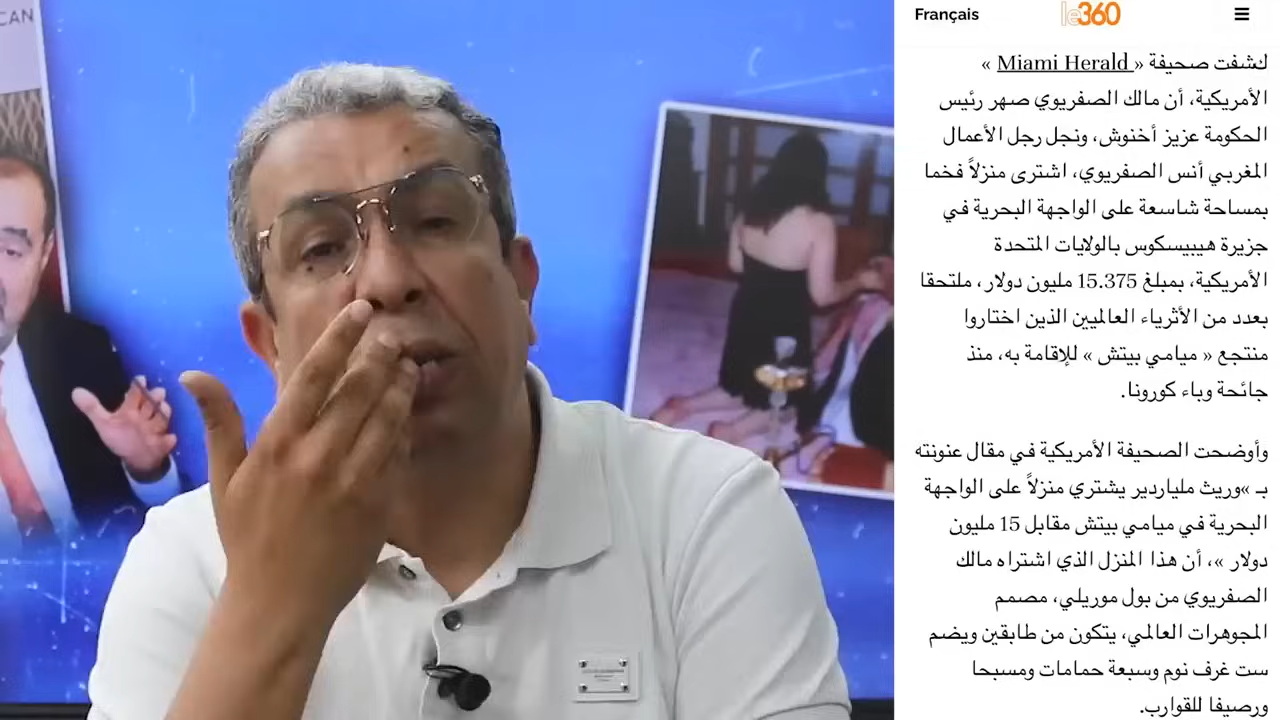 CAN
Français
le360
كشفت صحيفة « Miami Herald »
الأمريكية، أن مالك الصفريوي صهر رئيس
الحكومة عزيز أخنوش، ونجل رجل الأعمال
المغربي أنس الصفريوي، اشترى منزلاً فخما
بمساحة شاسعة على الواجهة البحرية في
جزيرة هيبيسكوس بالولايات المتحدة
الأمريكية، بمبلغ 15.375 مليون دولار، ملتحقا
بعدد من الأثرياء العالميين الذين اختاروا
منتجع « ميامي بيتش » للإقامة به، منذ
جائحة وباء كورونا.
وأوضحت الصحيفة الأمريكية في مقال عنونته
بـ »وريث ملياردير يشتري منزلاً على الواجهة
البحرية في ميامي بيتش مقابل 15 مليون
دولار »، أن هذا المنزل الذي اشتراه مالك
الصفريوي من بول موريلي، مصمم
المجوهرات العالمي، يتكون من طابقين ويضم
ست غرف نوم وسبعة حمامات ومسبحا
ورصيفا للقوارب.